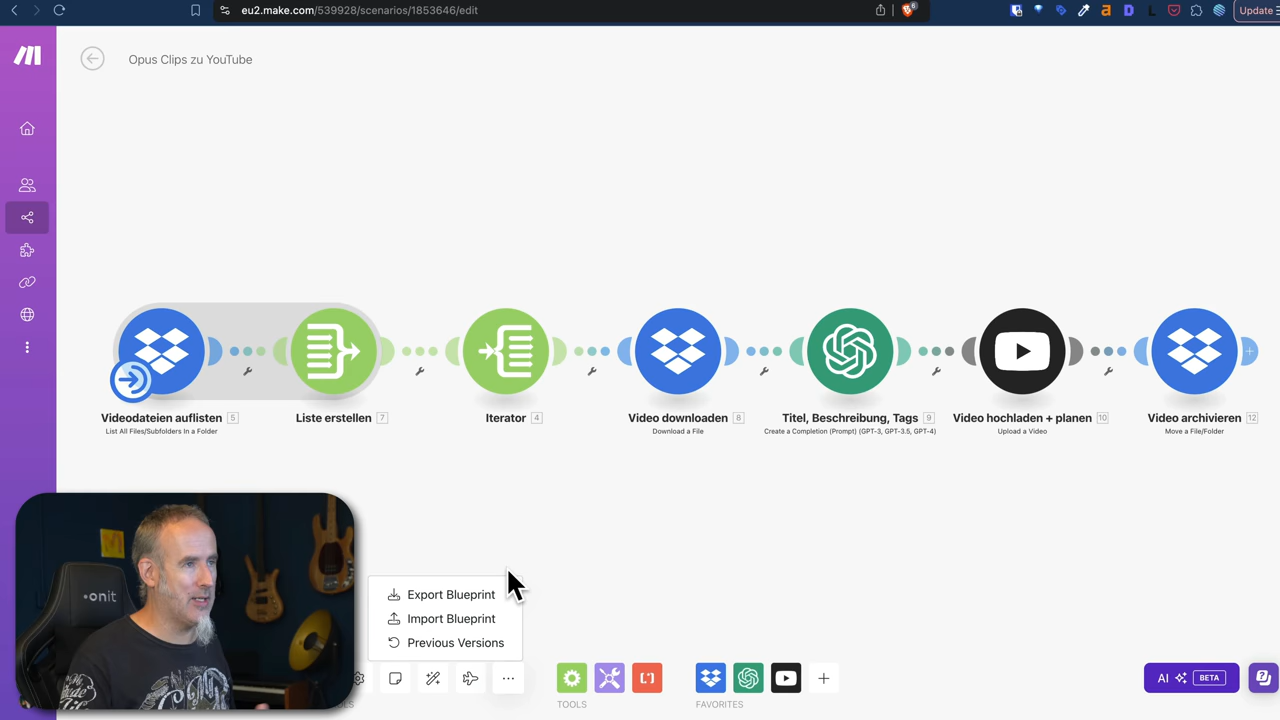 eu2.make.com/539928/scenarios/1853646/edit
6
Update
Opus Clips zu YouTube
Videodateien auflisten 5
List All Files/Subfolders In a Folder
Liste erstellen 7
Iterator 4
Video downloaden 8
Download a File
Titel, Beschreibung, Tags 9
Create a Completion (Prompt) (GPT-3, GPT-3.5, GPT-4)
Video hochladen + planen 10
Upload a Video
Video archivieren 12
Move a File/Folder
onit
Export Blueprint
Import Blueprint
Previous Versions
TOOLS
FAVORITES
AI BETA